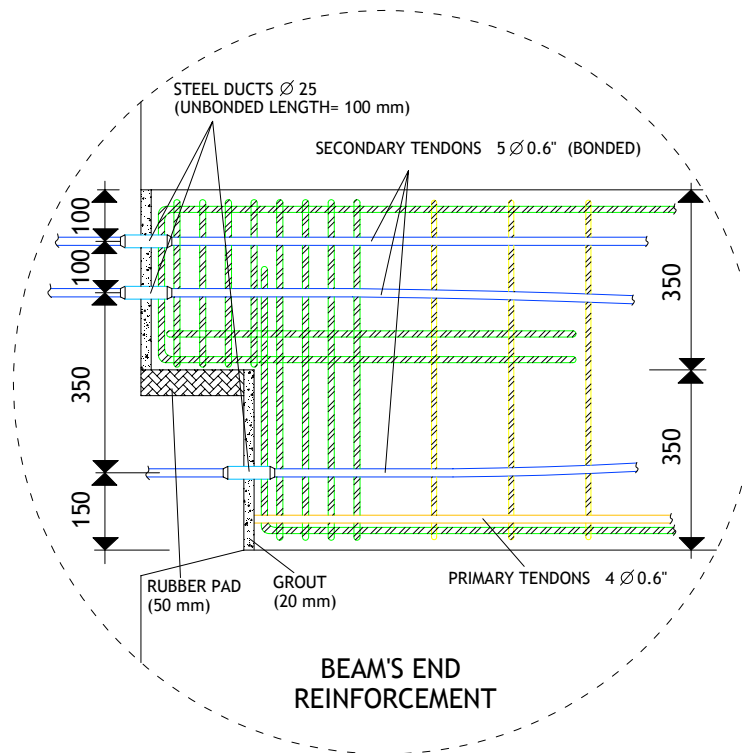 STEEL DUCTS Ø 25
(UNBONDED LENGTH= 100 mm)
SECONDARY TENDONS 5 Ø 0.6" (BONDED)
100
100
350
150
350
350
RUBBER PAD
(50 mm)
GROUT
(20 mm)
PRIMARY TENDONS 4 Ø 0.6"
BEAM'S END
REINFORCEMENT